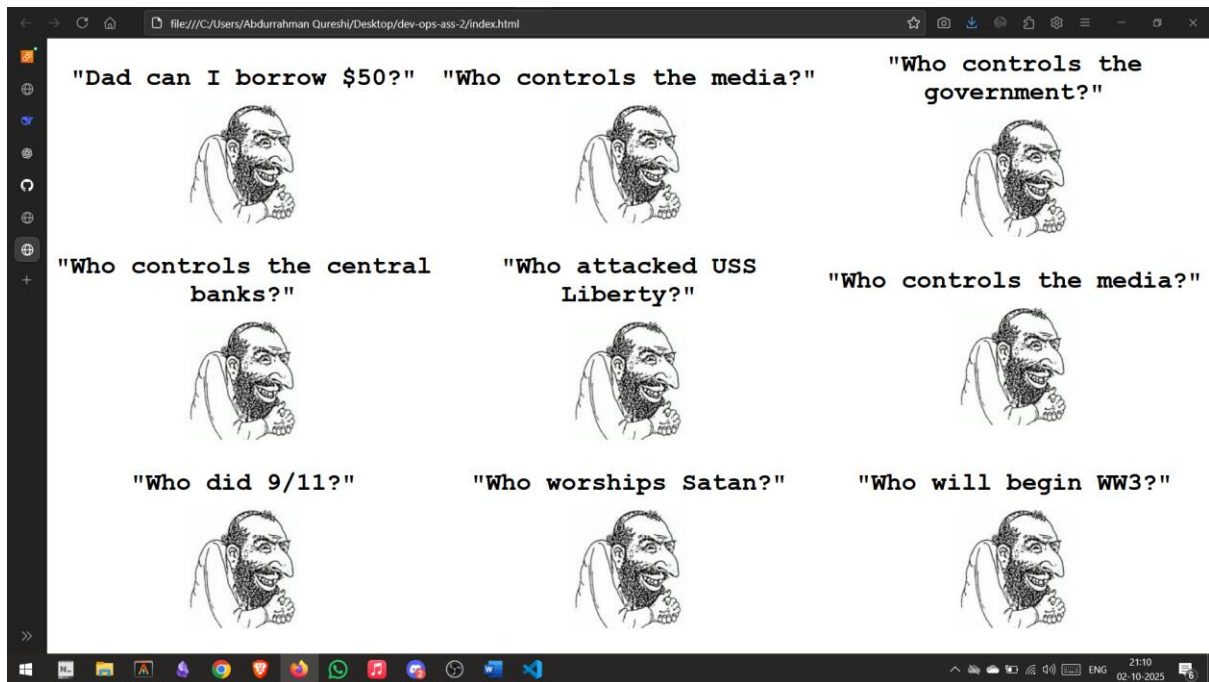 file:///C:/Users/Abdurrahman Qureshi/Desktop/dev-ops-ass-2/index.html
"Dad can I borrow $50?"
"Who controls the media?"
"Who controls the
government?"
"Who controls the central
banks?"
"Who attacked USS
Liberty?"
"Who controls the media?"
"Who did 9/11?"
"Who worships Satan?"
"Who will begin WW3?"
ENG
21:10
02-10-2025